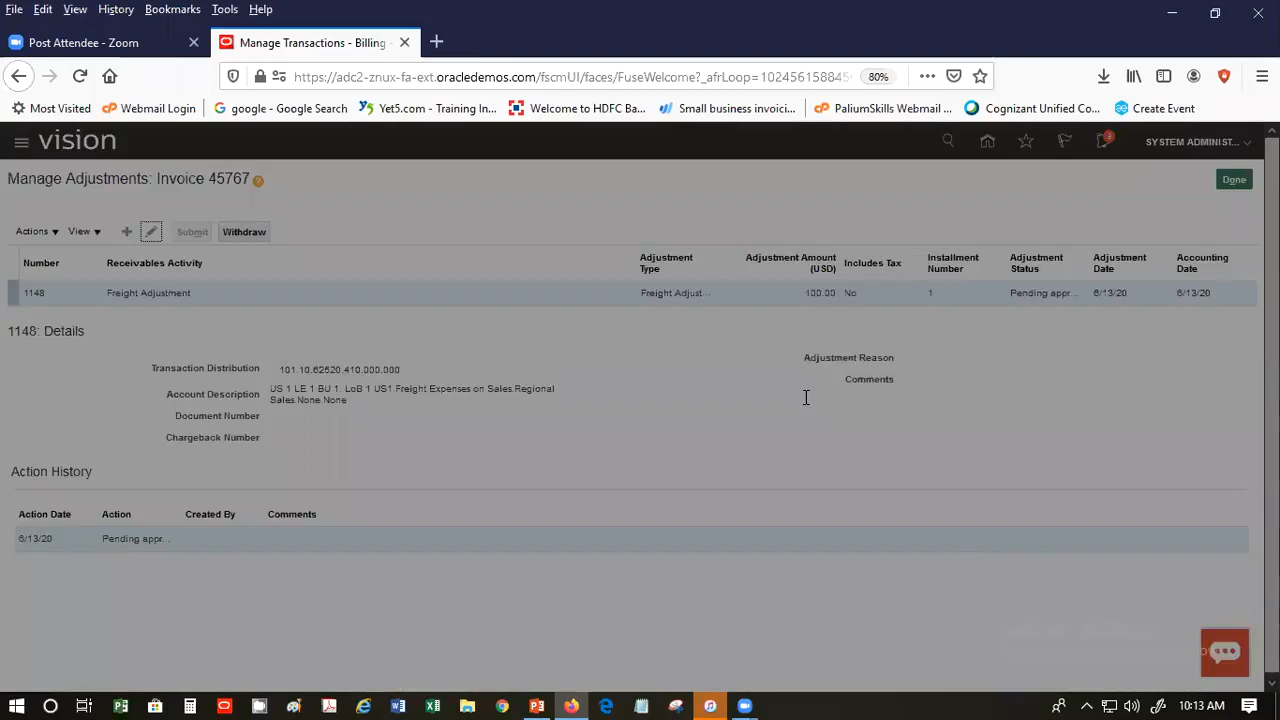 File Edit View History Bookmarks Tools Help
Post Attendee - Zoom
Manage Transactions - Billing
https://adc2-znux-fa-ext.oracledemos.com/fscmUI/faces/FuseWelcome?_afrLoop=102456158845
80%
Most Visited
Webmail Login
google - Google Search
Yet5.com - Training In...
Welcome to HDFC Ba...
Small business invoici...
PaliumSkills Webmail ...
Cognizant Unified Co...
Create Event
vision
SYSTEM ADMINIST...
Manage Adjustments: Invoice 45767
Done
Actions View Submit Withdraw
Number Receivables Activity Adjustment Type Adjustment Amount (USD) Includes Tax Installment Number Adjustment Status Adjustment Date Accounting Date
1148 Freight Adjustment Freight Adjust... 100.00 No 1 Pending appr... 6/13/20 6/13/20
1148: Details
Transaction Distribution 101.10.62520.410.000.000
Account Description US 1 LE 1 BU 1. LoB 1 US1.Freight Expenses on Sales.Regional
Sales.None.None
Document Number
Chargeback Number
Adjustment Reason
Comments
Action History
Action Date Action Created By Comments
6/13/20 Pending appr...
10:13 AM